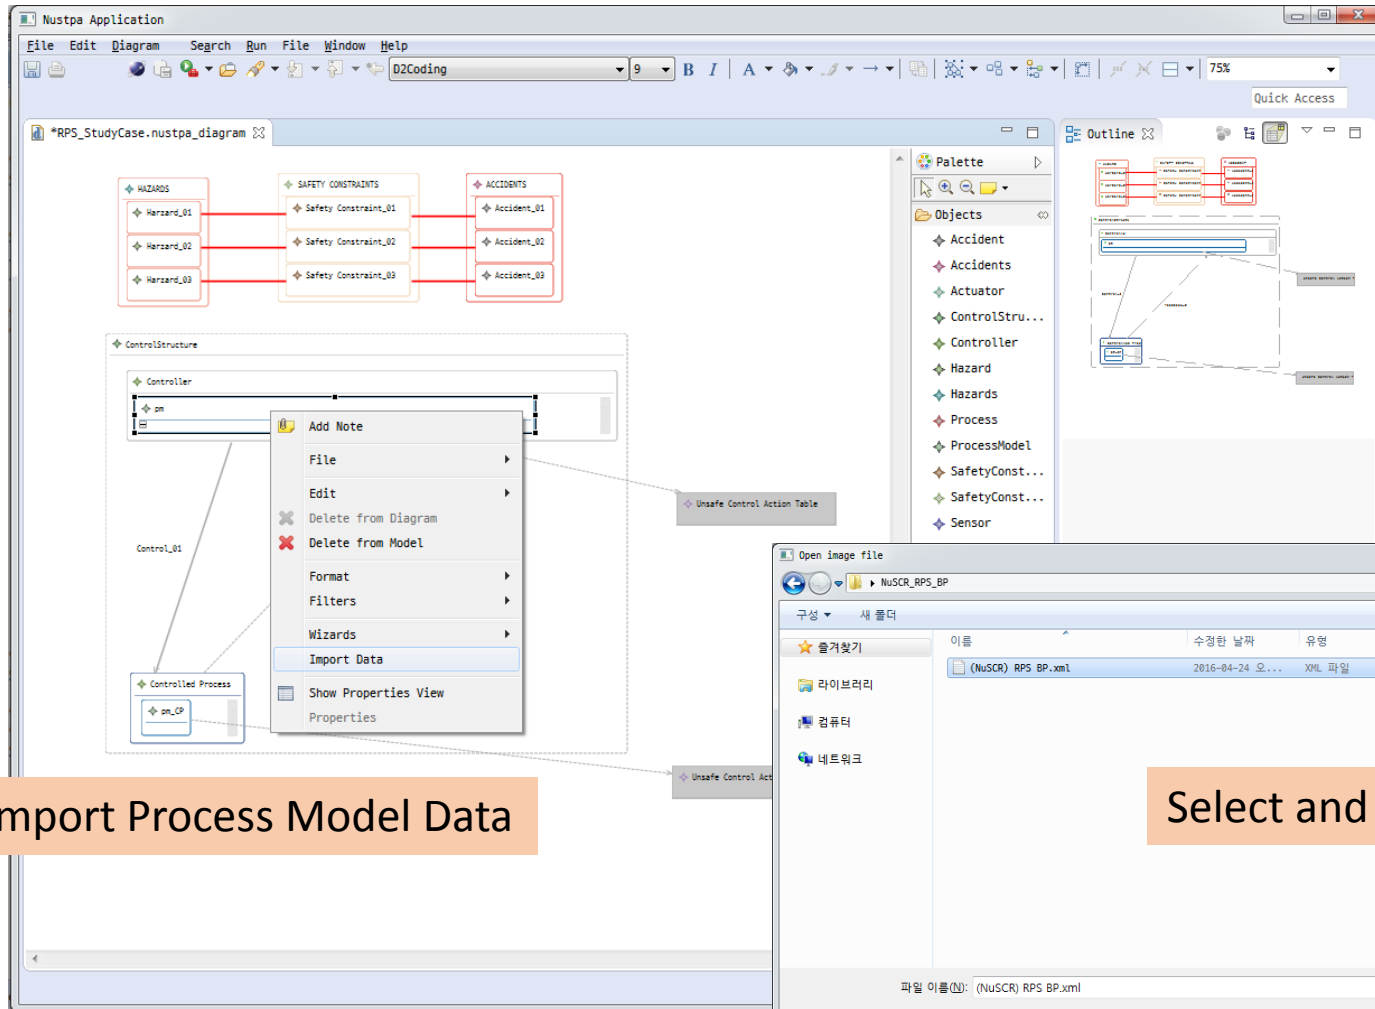 Nustpa Application
File Edit Diagram Search Run File Window Help
D2Coding 9 B I A 75%
Quick Access
*RPS_StudyCase.nustpa_diagram
Outline
Palette
Objects
Accident
Accidents
Actuator
ControlStru...
Controller
Hazard
Hazards
Process
ProcessModel
SafetyConst...
SafetyConst...
Sensor
HAZARDS
Harzard_01
Harzard_02
Harzard_03
SAFETY CONSTRAINTS
Safety Constraint_01
Safety Constraint_02
Safety Constraint_03
ACCIDENTS
Accident_01
Accident_02
Accident_03
ControlStructure
Controller
pm
Control_01
Controlled Process
pm_CP
Unsafe Control Action Table
Unsafe Control Act
Add Note
File
Edit
Delete from Diagram
Delete from Model
Format
Filters
Wizards
Import Data
Show Properties View
Properties
mport Process Model Data
Open image file
NuSCR_RPS_BP
구성 새 폴더
즐겨찾기
라이브러리
컴퓨터
네트워크
이름 수정한 날짜 유형
(NuSCR) RPS BP.xml 2016-04-24 오... XML 파일
Select and
파일 이름(N): (NuSCR) RPS BP.xml